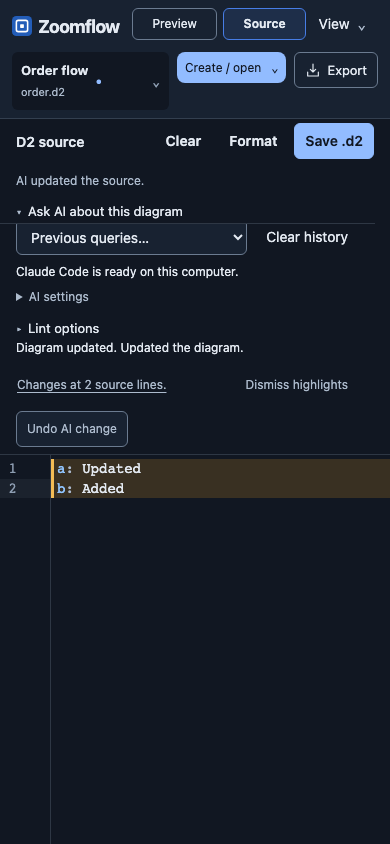 Zoomflow
Preview
Source
View
Order flow
order.d2
Create / open
Export
D2 source
Clear
Format
Save .d2
AI updated the source.
Ask AI about this diagram
Previous queries...
Clear history
Claude Code is ready on this computer.
AI settings
Lint options
Diagram updated. Updated the diagram.
Changes at 2 source lines.
Dismiss highlights
Undo AI change
1 a: Updated
2 b: Added